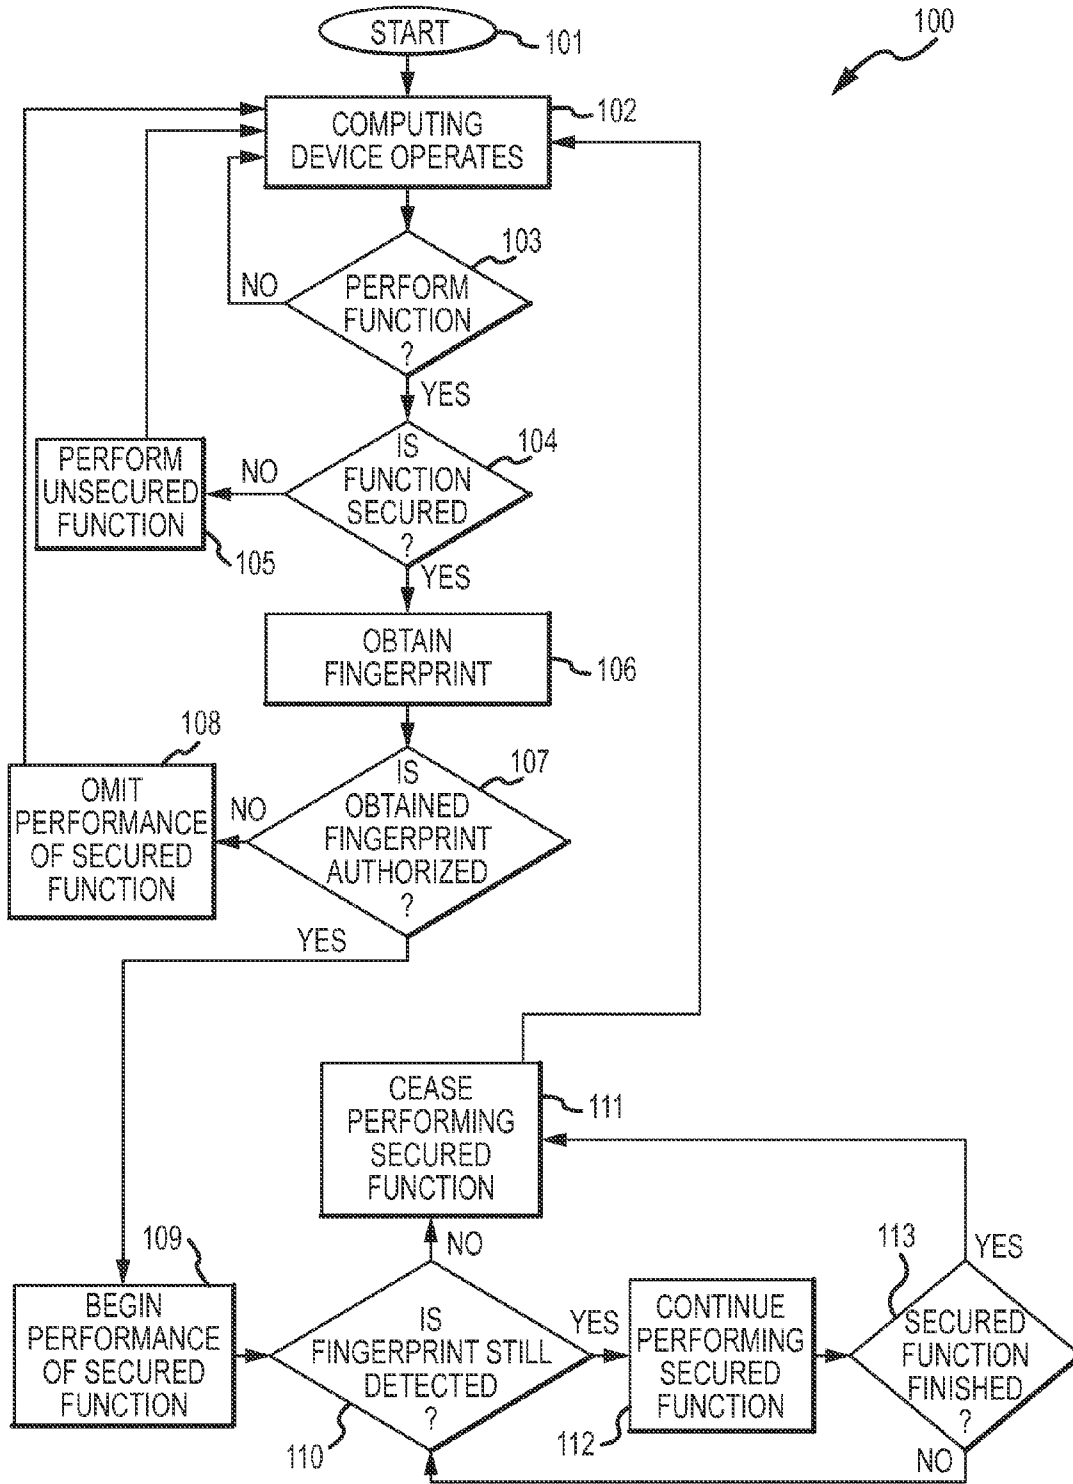 START
101
100
COMPUTING
DEVICE OPERATES
102
103
PERFORM
FUNCTION
?
NO
YES
104
IS
FUNCTION
SECURED
?
NO
YES
PERFORM
UNSECURED
FUNCTION
105
OBTAIN
FINGERPRINT
106
107
IS
OBTAINED
FINGERPRINT
AUTHORIZED
?
NO
YES
108
OMIT
PERFORMANCE
OF SECURED
FUNCTION
CEASE
PERFORMING
SECURED
FUNCTION
111
109
BEGIN
PERFORMANCE
OF SECURED
FUNCTION
NO
IS
FINGERPRINT STILL
DETECTED
?
110
YES
CONTINUE
PERFORMING
SECURED
FUNCTION
112
113
YES
SECURED
FUNCTION
FINISHED
?
NO